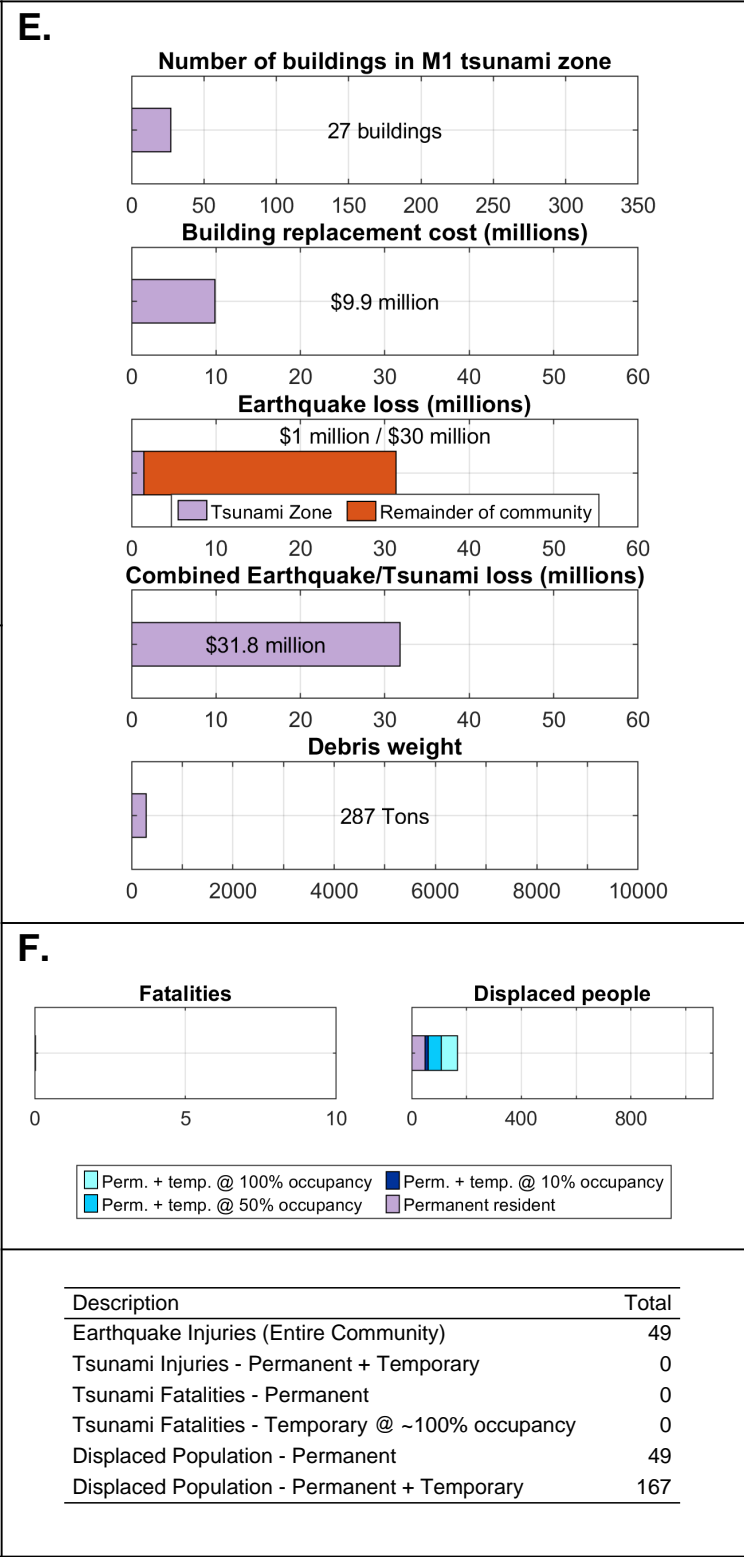 E.
Number of buildings in M1 tsunami zone
27 buildings
0 50 100 150 200 250 300 350
Building replacement cost (millions)
$9.9 million
0 10 20 30 40 50 60
Earthquake loss (millions)
$1 million / $30 million
Tsunami Zone Remainder of community
0 10 20 30 40 50 60
Combined Earthquake/Tsunami loss (millions)
$31.8 million
0 10 20 30 40 50 60
Debris weight
287 Tons
0 2000 4000 6000 8000 10000
F.
Fatalities Displaced people
0 5 10 0 400 800
Perm. + temp. @ 100% occupancy Perm. + temp. @ 10% occupancy
Perm. + temp. @ 50% occupancy Permanent resident
Description Total
Earthquake Injuries (Entire Community) 49
Tsunami Injuries - Permanent + Temporary 0
Tsunami Fatalities - Permanent 0
Tsunami Fatalities - Temporary @ ~100% occupancy 0
Displaced Population - Permanent 49
Displaced Population - Permanent + Temporary 167